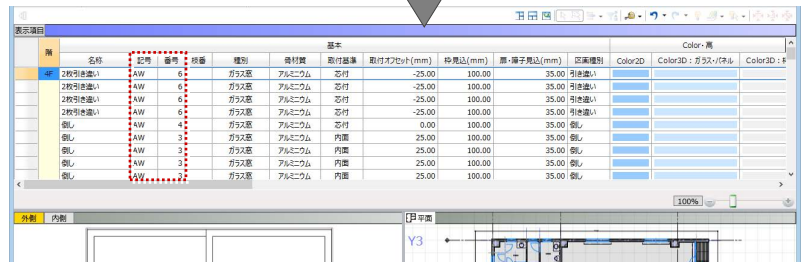 表示項目
基本 Color・高
階 名称 記号 番号 枝番 種別 骨材質 取付基準 取付オフセット(mm) 枠見込(mm) 扉・障子見込(mm) 区画種別 Color2D Color3D：ガラス・パネル Color3D：
4F 2枚引き違い AW 6 ガラス窓 アルミニウム 芯付 -25.00 100.00 35.00 引き違い
2枚引き違い AW 6 ガラス窓 アルミニウム 芯付 -25.00 100.00 35.00 引き違い
2枚引き違い AW 6 ガラス窓 アルミニウム 芯付 -25.00 100.00 35.00 引き違い
2枚引き違い AW 6 ガラス窓 アルミニウム 芯付 -25.00 100.00 35.00 引き違い
倒し AW 4 ガラス窓 アルミニウム 芯付 0.00 100.00 35.00 倒し
倒し AW 3 ガラス窓 アルミニウム 内面 25.00 100.00 35.00 倒し
倒し AW 3 ガラス窓 アルミニウム 内面 25.00 100.00 35.00 倒し
倒し AW 3 ガラス窓 アルミニウム 内面 25.00 100.00 35.00 倒し
倒し AW 3 ガラス窓 アルミニウム 内面 25.00 100.00 35.00 倒し
100%
外側 内側 平面
Y3